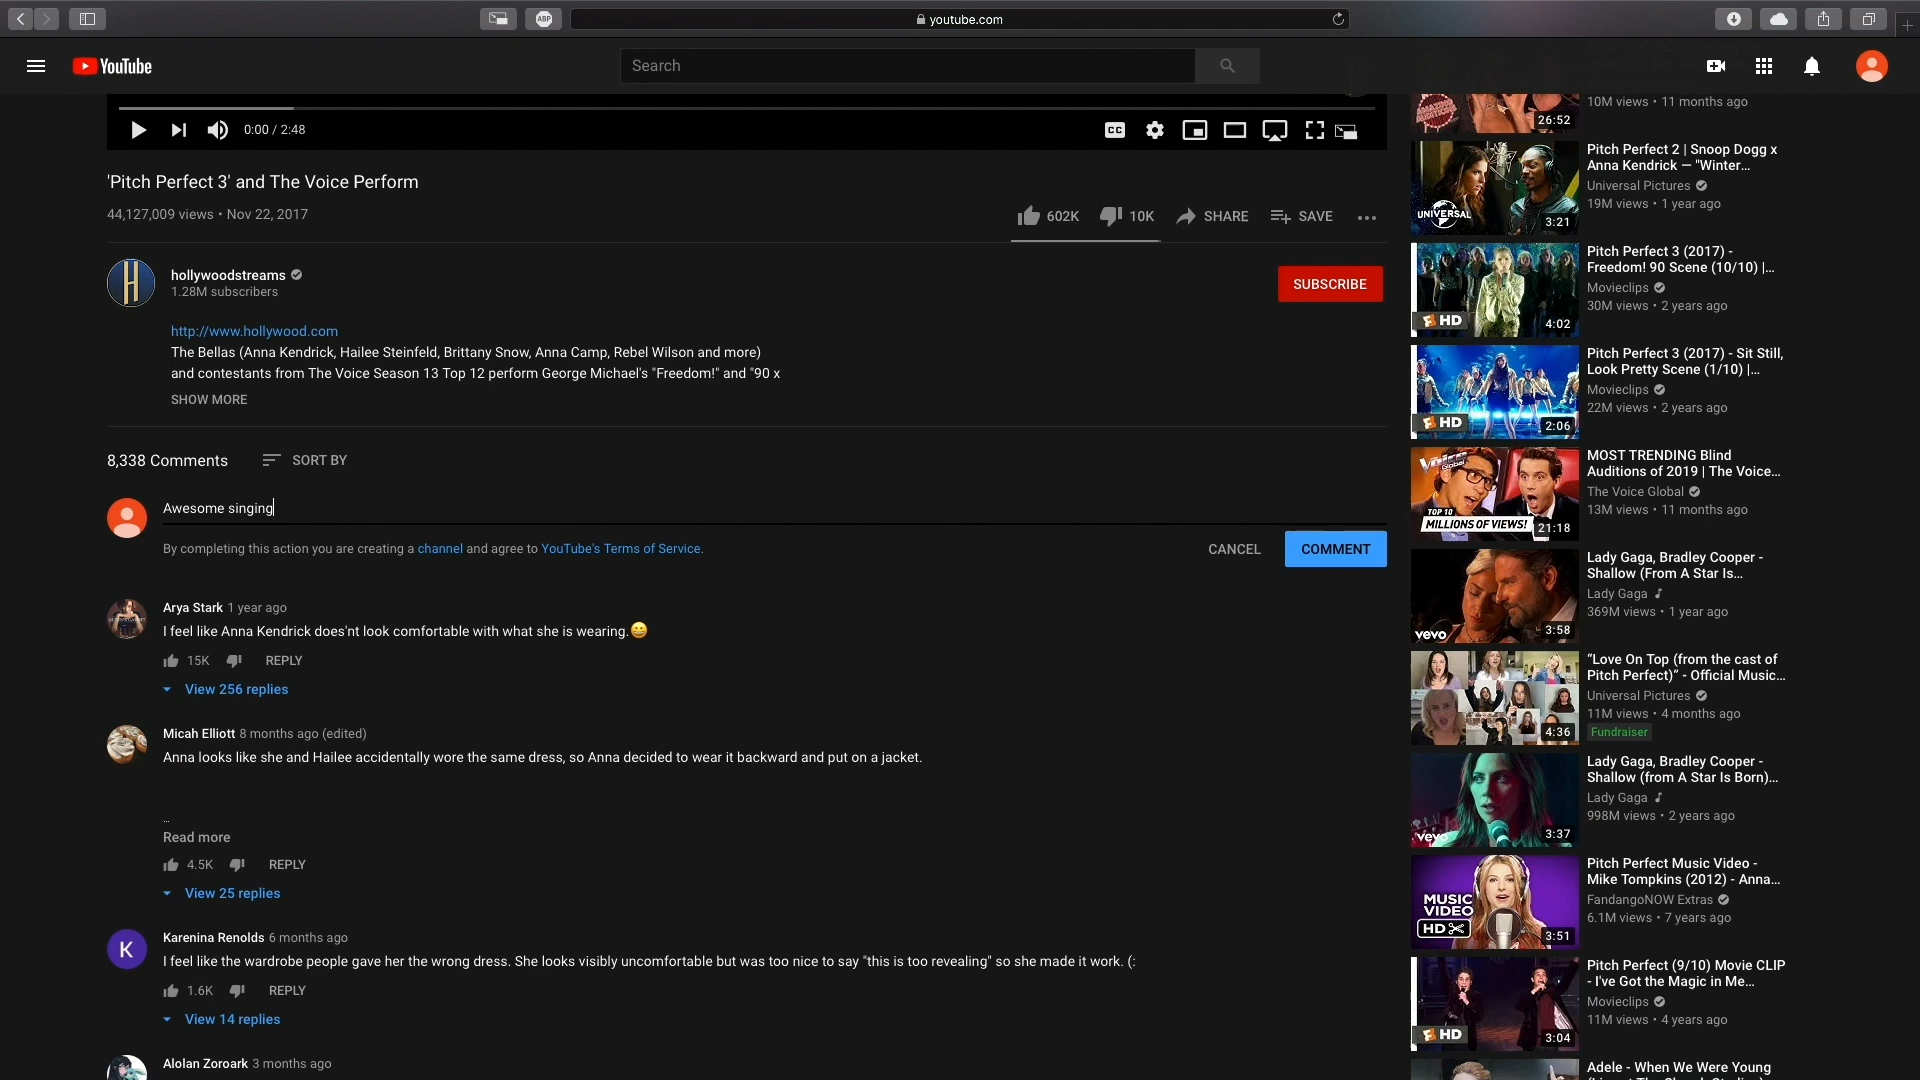 ABP
youtube.com
YouTube
Search
0:00 / 2:48
CC
'Pitch Perfect 3' and The Voice Perform
44,127,009 views • Nov 22, 2017
602K
10K
SHARE
SAVE
H
hollywoodstreams
1.28M subscribers
SUBSCRIBE
http://www.hollywood.com
The Bellas (Anna Kendrick, Hailee Steinfeld, Brittany Snow, Anna Camp, Rebel Wilson and more)
and contestants from The Voice Season 13 Top 12 perform George Michael's "Freedom!" and "90 x
SHOW MORE
8,338 Comments
SORT BY
Awesome singing
By completing this action you are creating a channel and agree to YouTube's Terms of Service.
CANCEL
COMMENT
Arya Stark 1 year ago
I feel like Anna Kendrick does'nt look comfortable with what she is wearing.😀
15K
REPLY
View 256 replies
Micah Elliott 8 months ago (edited)
Anna looks like she and Hailee accidentally wore the same dress, so Anna decided to wear it backward and put on a jacket.
...
Read more
4.5K
REPLY
View 25 replies
K
Karenina Renolds 6 months ago
I feel like the wardrobe people gave her the wrong dress. She looks visibly uncomfortable but was too nice to say "this is too revealing" so she made it work. (:
1.6K
REPLY
View 14 replies
Alolan Zoroark 3 months ago
26:52
10M views • 11 months ago
UNIVERSAL
3:21
Pitch Perfect 2 | Snoop Dogg x
Anna Kendrick — "Winter...
Universal Pictures
19M views • 1 year ago
HD
4:02
Pitch Perfect 3 (2017) -
Freedom! 90 Scene (10/10) |...
Movieclips
30M views • 2 years ago
HD
2:06
Pitch Perfect 3 (2017) - Sit Still,
Look Pretty Scene (1/10) |...
Movieclips
22M views • 2 years ago
Voice
Global
TOP 10
MILLIONS OF VIEWS!
21:18
MOST TRENDING Blind
Auditions of 2019 | The Voice...
The Voice Global
13M views • 11 months ago
vevo
3:58
Lady Gaga, Bradley Cooper -
Shallow (From A Star Is...
Lady Gaga
369M views • 1 year ago
4:36
“Love On Top (from the cast of
Pitch Perfect)” - Official Music...
Universal Pictures
11M views • 4 months ago
Fundraiser
vevo
3:37
Lady Gaga, Bradley Cooper -
Shallow (from A Star Is Born)...
Lady Gaga
998M views • 2 years ago
MUSIC
VIDEO
HD
3:51
Pitch Perfect Music Video -
Mike Tompkins (2012) - Anna...
FandangoNOW Extras
6.1M views • 7 years ago
HD
3:04
Pitch Perfect (9/10) Movie CLIP
- I've Got the Magic in Me...
Movieclips
11M views • 4 years ago
Adele - When We Were Young